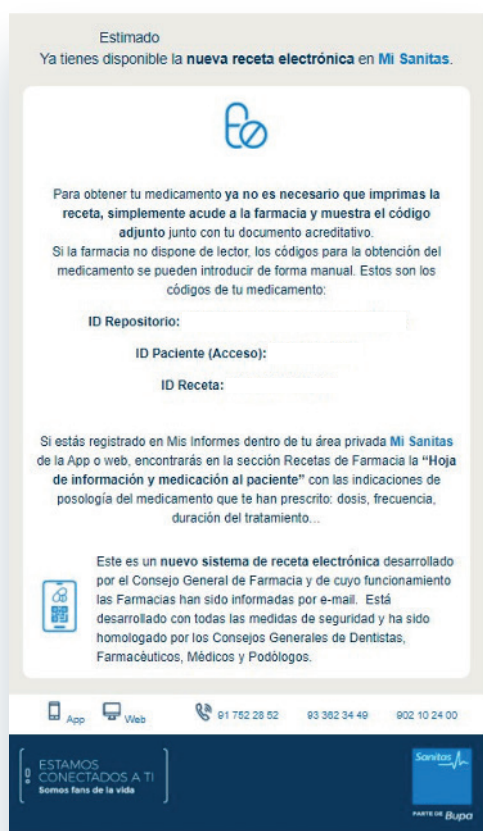 Estimado
Ya tienes disponible la nueva receta electrónica en Mi Sanitas.
Para obtener tu medicamento ya no es necesario que imprimas la
receta, simplemente acude a la farmacia y muestra el código
adjunto junto con tu documento acreditativo.
Si la farmacia no dispone de lector, los códigos para la obtención del
medicamento se pueden introducir de forma manual. Estos son los
códigos de tu medicamento:
ID Repositorio:
ID Paciente (Acceso):
ID Receta:
Si estás registrado en Mis Informes dentro de tu área privada Mi Sanitas
de la App o web, encontrarás en la sección Recetas de Farmacia la “Hoja
de información y medicación al paciente” con las indicaciones de
posología del medicamento que te han prescrito: dosis, frecuencia,
duración del tratamiento...
Este es un nuevo sistema de receta electrónica desarrollado
por el Consejo General de Farmacia y de cuyo funcionamiento
las Farmacias han sido informadas por e-mail. Está
desarrollado con todas las medidas de seguridad y ha sido
homologado por los Consejos Generales de Dentistas,
Farmacéuticos, Médicos y Podólogos.
App Web 91 752 28 52 93 362 34 49 902 10 24 00
ESTAMOS
CONECTADOS A TI
Somos fans de la vida
Sanitas
PARTE DE Bupa